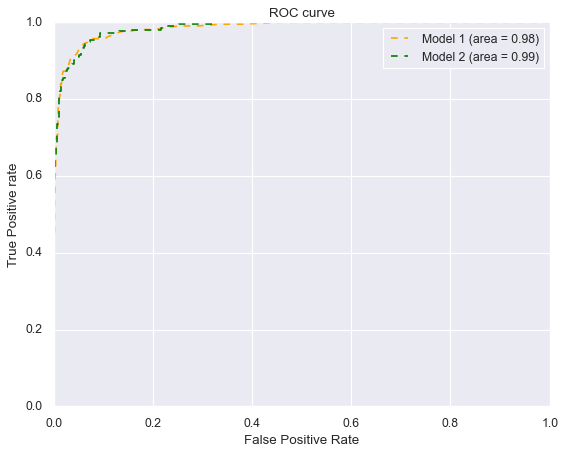 ROC curve
Model 1 (area = 0.98)
Model 2 (area = 0.99)
True Positive rate
1.0
0.8
0.6
0.4
0.2
0.0
0.0 0.2 0.4 0.6 0.8 1.0
False Positive Rate